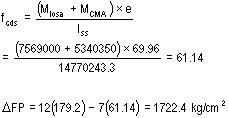 f_cds = (M_losa + M_CMA) × e / I_ss
= (7569000 + 5340350) × 69.96 / 14770243.3 = 61.14
ΔFP = 12(179.2) − 7(61.14) = 1722.4 kg/cm²